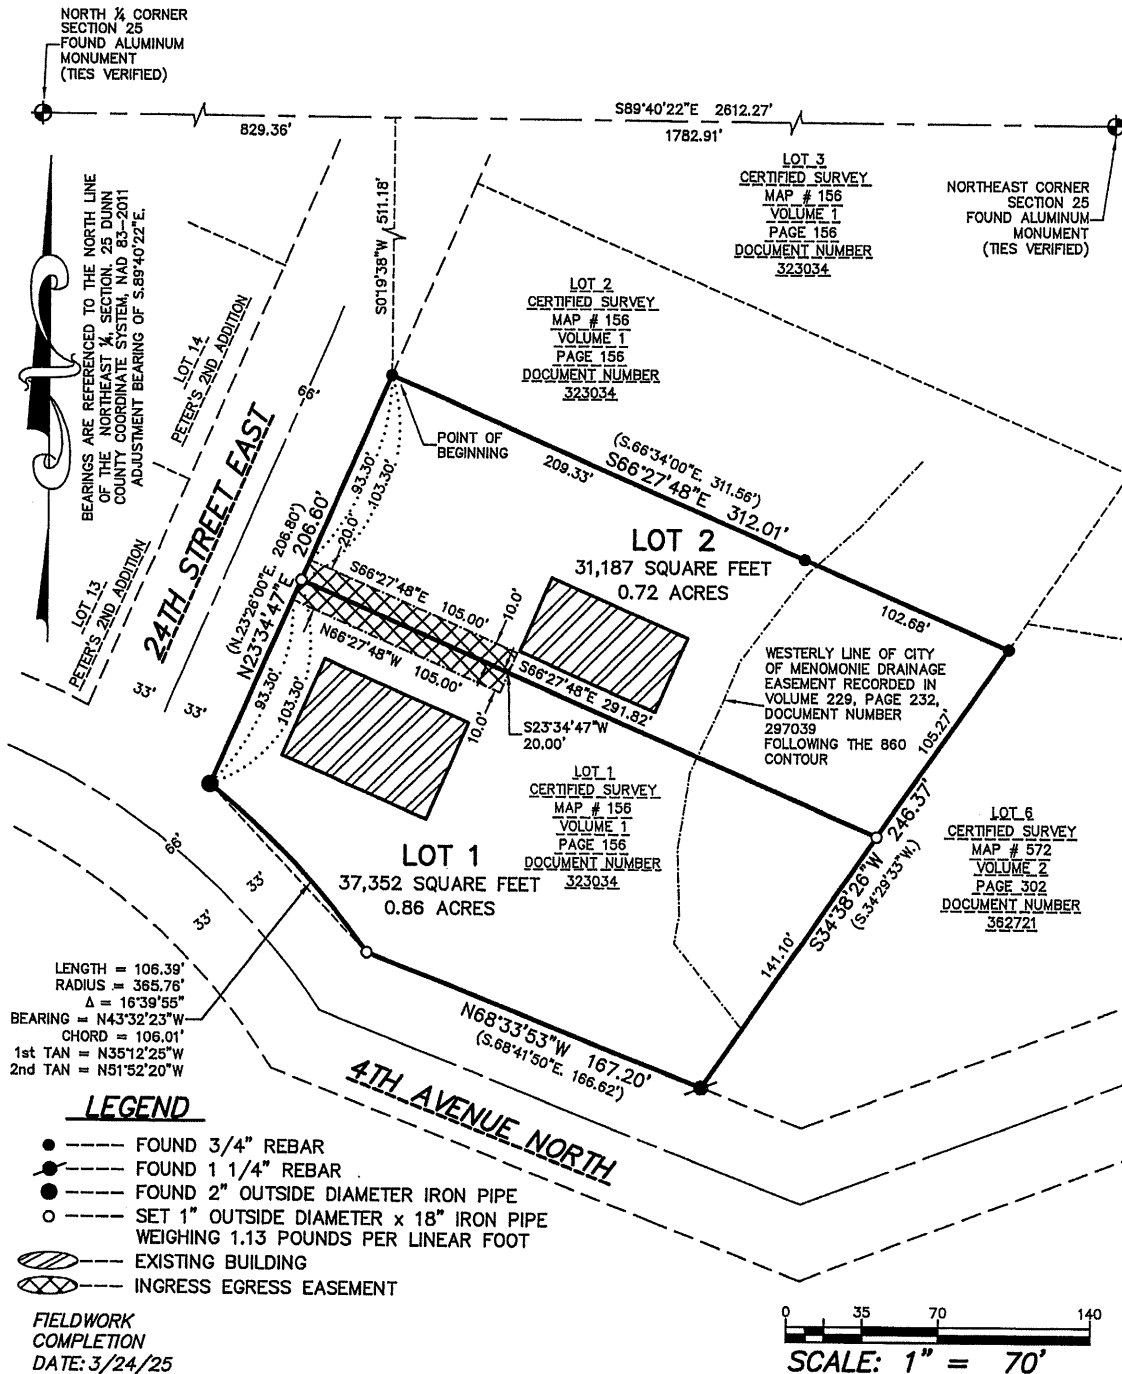 NORTH 1/4 CORNER
SECTION 25
FOUND ALUMINUM
MONUMENT
(TIES VERIFIED)
S89°40'22"E 2612.27'
829.36'
1782.91'
NORTHEAST CORNER
SECTION 25
FOUND ALUMINUM
MONUMENT
(TIES VERIFIED)
BEARINGS ARE REFERENCED TO THE NORTH LINE
OF THE NORTHEAST 1/4, SECTION, 25 DUNN
COUNTY COORDINATE SYSTEM, NAD 83-2011
ADJUSTMENT BEARING OF S.89°40'22"E.
S0°19'38"W 511.18'
LOT 3
CERTIFIED SURVEY
MAP # 156
VOLUME 1
PAGE 156
DOCUMENT NUMBER
323034
LOT 2
CERTIFIED SURVEY
MAP # 156
VOLUME 1
PAGE 156
DOCUMENT NUMBER
323034
LOT 14
PETER'S 2ND ADDITION
LOT 13
PETER'S 2ND ADDITION
24TH STREET EAST
66'
33'
33'
POINT OF
BEGINNING
(S.66°34'00"E. 311.56')
S66°27'48"E 312.01'
209.33'
102.68'
93.30'
103.30'
20.0'
(N.23°26'00"E. 206.80')
N23°34'47"E 206.60'
93.30'
103.30'
LOT 2
31,187 SQUARE FEET
0.72 ACRES
S66°27'48"E 105.00'
N66°27'48"W 105.00'
10.0'
10.0'
S66°27'48"E 291.82'
S23°34'47"W
20.00'
WESTERLY LINE OF CITY
OF MENOMONIE DRAINAGE
EASEMENT RECORDED IN
VOLUME 229, PAGE 232,
DOCUMENT NUMBER
297039
FOLLOWING THE 860
CONTOUR
105.27'
S34°38'26"W 246.37'
(S.34°29'33"W.)
141.10'
LOT 1
CERTIFIED SURVEY
MAP # 156
VOLUME 1
PAGE 156
DOCUMENT NUMBER
323034
LOT 1
37,352 SQUARE FEET
0.86 ACRES
LOT 6
CERTIFIED SURVEY
MAP # 572
VOLUME 2
PAGE 302
DOCUMENT NUMBER
362721
66'
33'
33'
LENGTH = 106.39'
RADIUS = 365.76'
Δ = 16°39'55"
BEARING = N43°32'23"W
CHORD = 106.01'
1st TAN = N35°12'25"W
2nd TAN = N51°52'20"W
N68°33'53"W 167.20'
(S.68°41'50"E. 166.62')
4TH AVENUE NORTH
LEGEND
FOUND 3/4" REBAR
FOUND 1 1/4" REBAR
FOUND 2" OUTSIDE DIAMETER IRON PIPE
SET 1" OUTSIDE DIAMETER x 18" IRON PIPE
WEIGHING 1.13 POUNDS PER LINEAR FOOT
EXISTING BUILDING
INGRESS EGRESS EASEMENT
FIELDWORK
COMPLETION
DATE: 3/24/25
0 35 70 140
SCALE: 1" = 70'